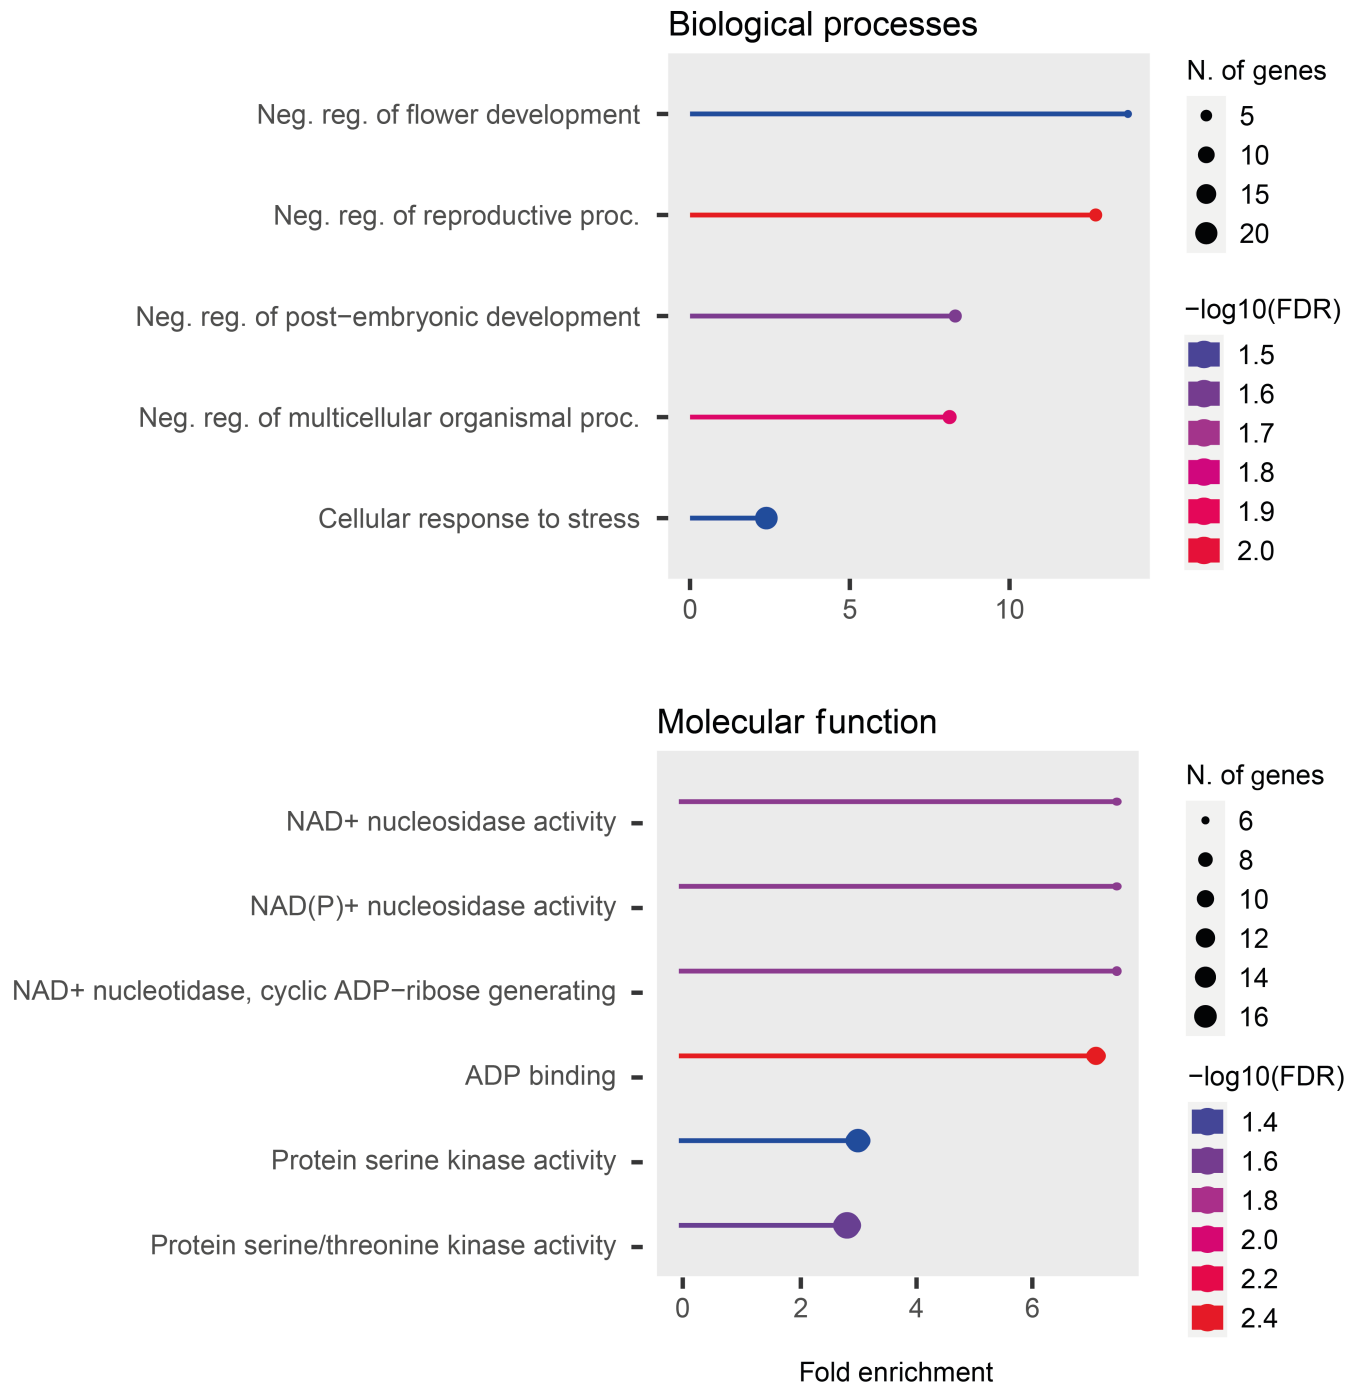 Biological processes
Neg. reg. of flower development
Neg. reg. of reproductive proc.
Neg. reg. of post−embryonic development
Neg. reg. of multicellular organismal proc.
Cellular response to stress
0 5 10
N. of genes
5
10
15
20
−log10(FDR)
1.5
1.6
1.7
1.8
1.9
2.0
Molecular function
NAD+ nucleosidase activity
NAD(P)+ nucleosidase activity
NAD+ nucleotidase, cyclic ADP−ribose generating
ADP binding
Protein serine kinase activity
Protein serine/threonine kinase activity
0 2 4 6
Fold enrichment
N. of genes
6
8
10
12
14
16
−log10(FDR)
1.4
1.6
1.8
2.0
2.2
2.4